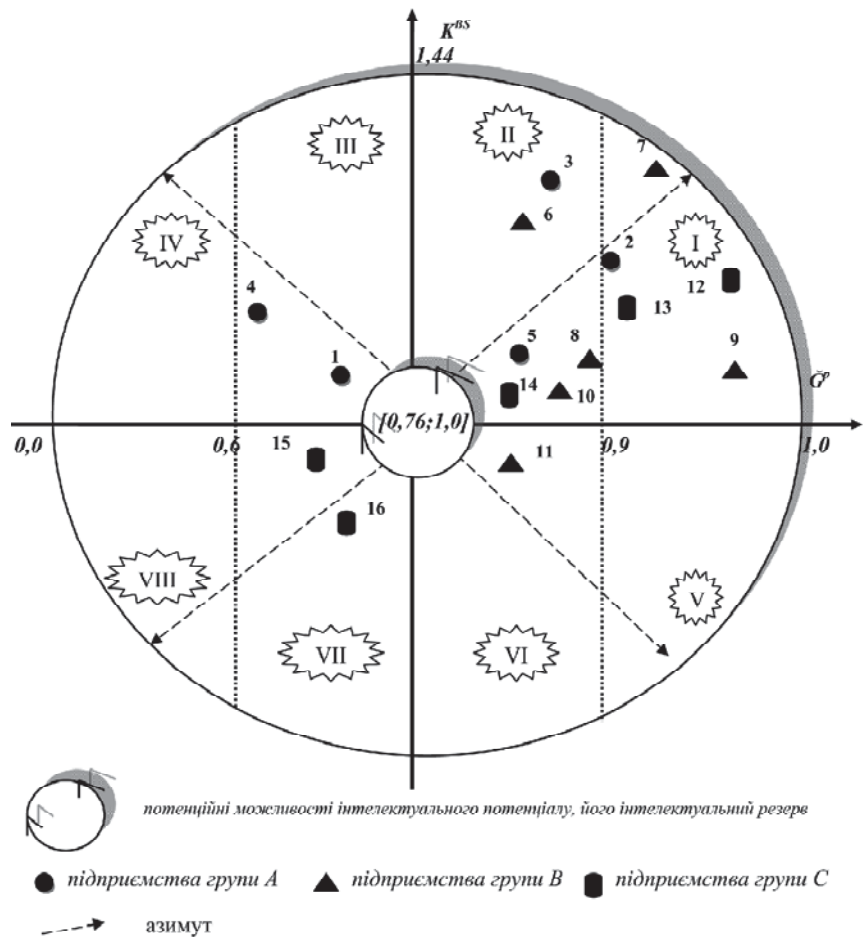 K^BS
1,44
III
II
7
3
IV
6
I
2
4
12
13
5
8
9
1
Ğ^p
14
10
[0,76;1,0]
0,0
0,6
0,9
1,0
15
11
16
VIII
V
VII
VI
потенційні можливості інтелектуального потенціалу, його інтелектуальний резерв
підприємства групи А
підприємства групи В
підприємства групи С
азимут